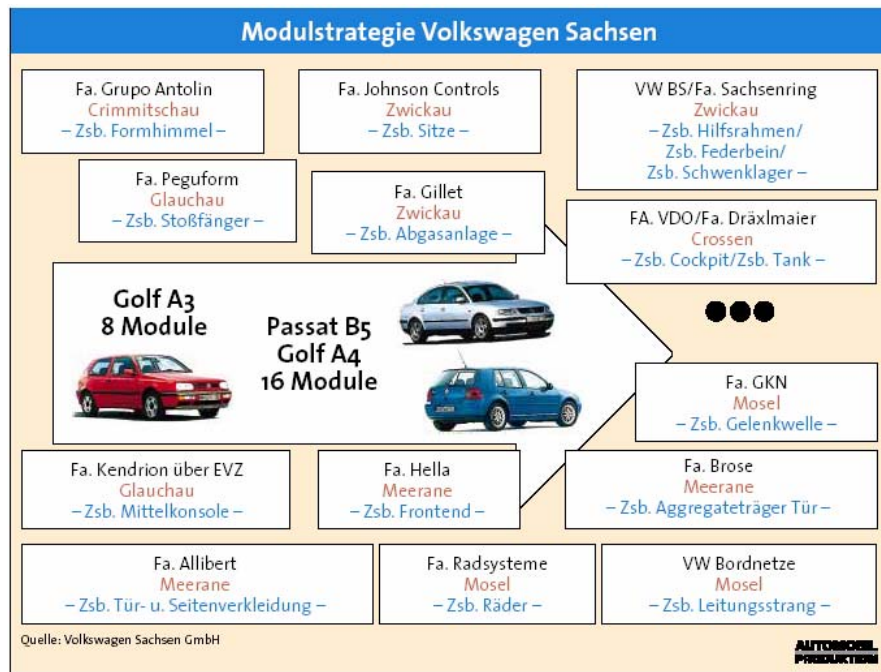 Modulstrategie Volkswagen Sachsen
Fa. Grupo Antolin
Crimmitschau
– Zsb. Formhimmel –
Fa. Johnson Controls
Zwickau
– Zsb. Sitze –
VW BS/Fa. Sachsenring
Zwickau
– Zsb. Hilfsrahmen/
Zsb. Federbein/
Zsb. Schwenklager –
Fa. Peguform
Glauchau
– Zsb. Stoßfänger –
Fa. Gillet
Zwickau
– Zsb. Abgasanlage –
FA. VDO/Fa. Dräxlmaier
Crossen
– Zsb. Cockpit/Zsb. Tank –
Golf A3
8 Module
Passat B5
Golf A4
16 Module
Fa. GKN
Mosel
– Zsb. Gelenkwelle –
Fa. Kendrion über EVZ
Glauchau
– Zsb. Mittelkonsole –
Fa. Hella
Meerane
– Zsb. Frontend –
Fa. Brose
Meerane
– Zsb. Aggregateträger Tür –
Fa. Allibert
Meerane
– Zsb. Tür- u. Seitenverkleidung –
Fa. Radsysteme
Mosel
– Zsb. Räder –
VW Bordnetze
Mosel
– Zsb. Leitungsstrang –
Quelle: Volkswagen Sachsen GmbH
AUTOMOBIL
PRODUKTION